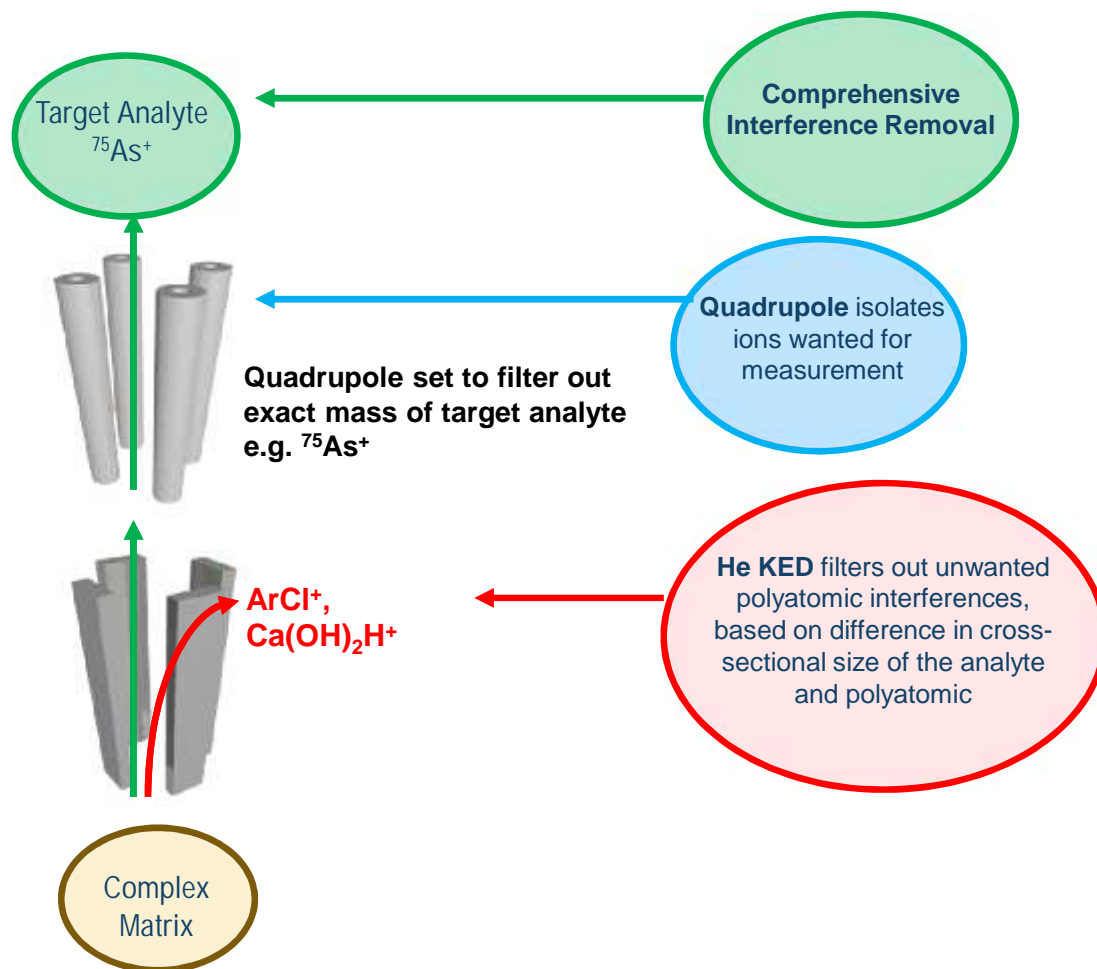 Target Analyte
⁷⁵As⁺
Comprehensive
Interference Removal
Quadrupole isolates
ions wanted for
measurement
Quadrupole set to filter out
exact mass of target analyte
e.g. ⁷⁵As⁺
He KED filters out unwanted
polyatomic interferences,
based on difference in cross-
sectional size of the analyte
and polyatomic
ArCl⁺,
Ca(OH)₂H⁺
Complex
Matrix